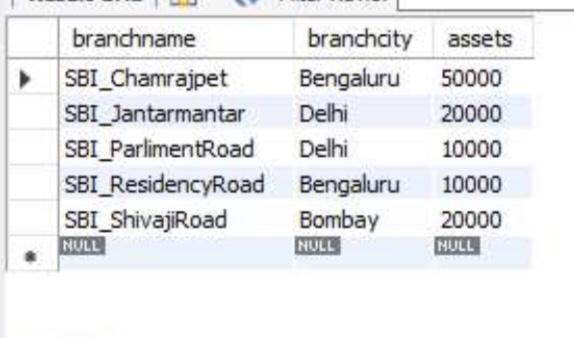 branchname branchcity assets
SBI_Chamrajpet Bengaluru 50000
SBI_Jantarmantar Delhi 20000
SBI_ParlimentRoad Delhi 10000
SBI_ResidencyRoad Bengaluru 10000
SBI_ShivajiRoad Bombay 20000
NULL NULL NULL